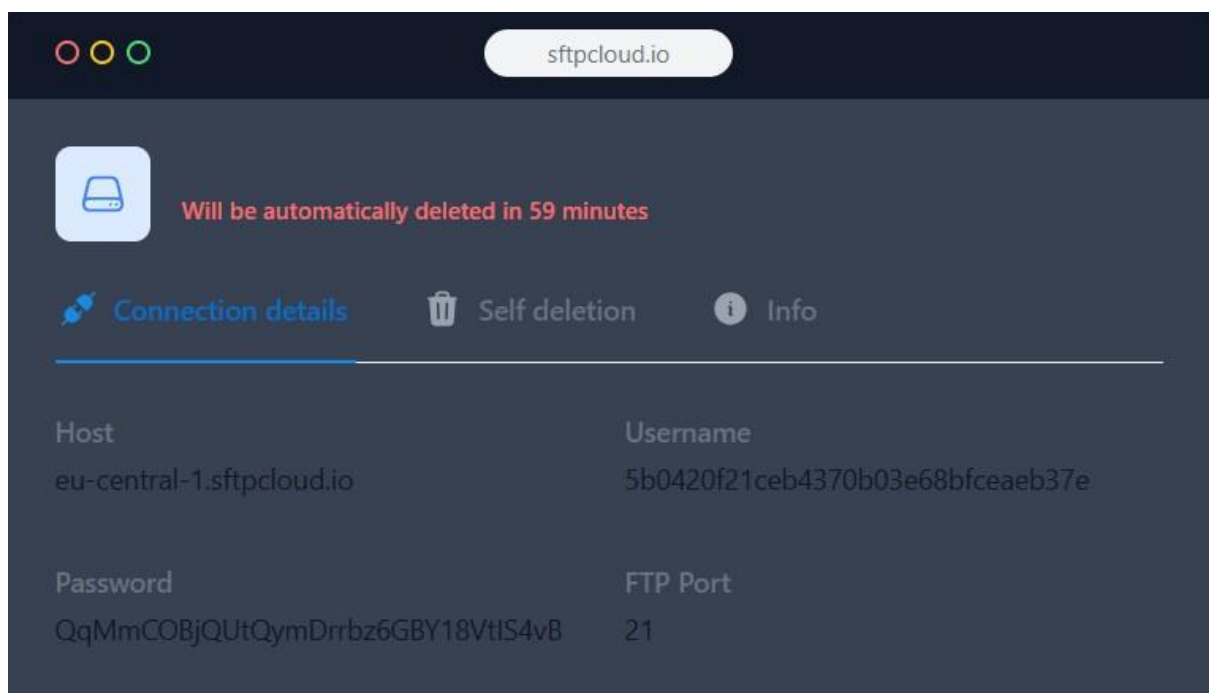 sftpcloud.io
Will be automatically deleted in 59 minutes
Connection details Self deletion Info
Host Username
eu-central-1.sftpcloud.io 5b0420f21ceb4370b03e68bfceaeb37e
Password FTP Port
QqMmCOBjQUtQymDrrbz6GBY18VtIS4vB 21